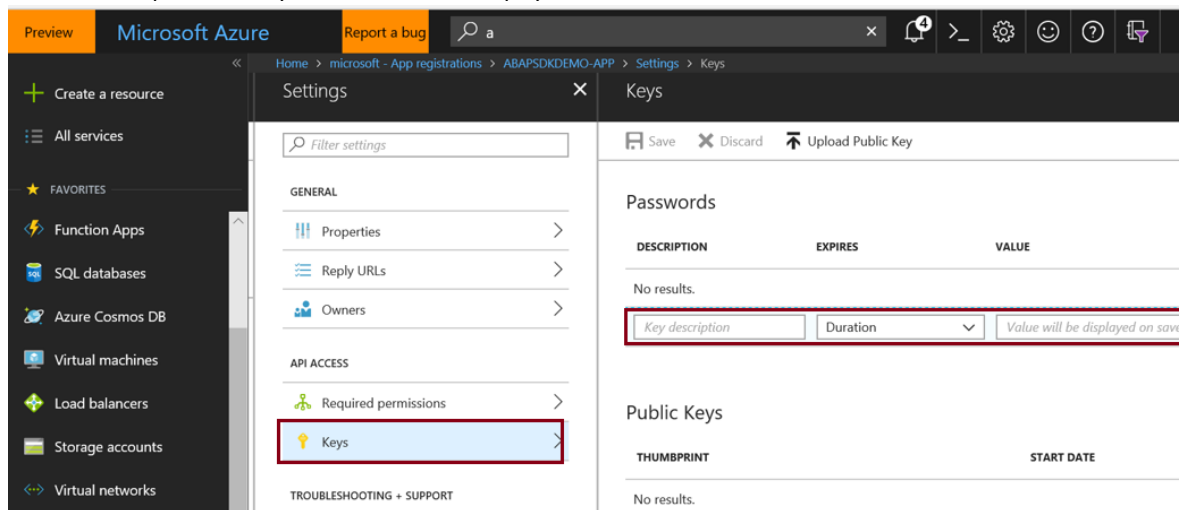 Preview
Microsoft Azure
Report a bug
a
4
Home > microsoft - App registrations > ABAPSDKDEMO-APP > Settings > Keys
Create a resource
All services
FAVORITES
Function Apps
SQL databases
Azure Cosmos DB
Virtual machines
Load balancers
Storage accounts
Virtual networks
Settings
Filter settings
GENERAL
Properties
Reply URLs
Owners
API ACCESS
Required permissions
Keys
TROUBLESHOOTING + SUPPORT
Keys
Save Discard Upload Public Key
Passwords
DESCRIPTION EXPIRES VALUE
No results.
Key description Duration Value will be displayed on save
Public Keys
THUMBPRINT START DATE
No results.